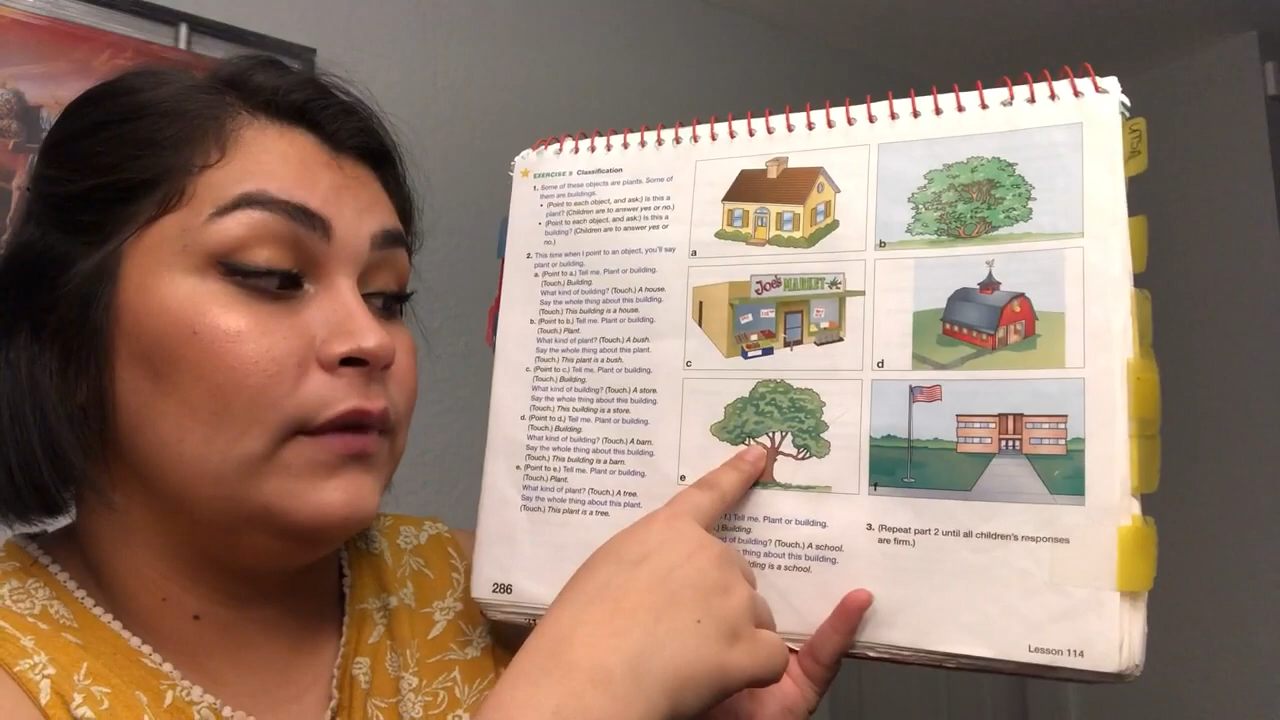 EXERCISE 9 Classification
1. Some of these objects are plants. Some of
them are buildings.
• (Point to each object, and ask:) Is this a
plant? (Children are to answer yes or no.)
• (Point to each object, and ask:) Is this a
building? (Children are to answer yes or
no.)
2. This time when I point to an object, you'll say
plant or building.
a. (Point to a.) Tell me. Plant or building.
(Touch.) Building.
What kind of building? (Touch.) A house.
Say the whole thing about this building.
(Touch.) This building is a house.
b. (Point to b.) Tell me. Plant or building.
(Touch.) Plant.
What kind of plant? (Touch.) A bush.
Say the whole thing about this plant.
(Touch.) This plant is a bush.
c. (Point to c.) Tell me. Plant or building.
(Touch.) Building.
What kind of building? (Touch.) A store.
Say the whole thing about this building.
(Touch.) This building is a store.
d. (Point to d.) Tell me. Plant or building.
(Touch.) Building.
What kind of building? (Touch.) A barn.
Say the whole thing about this building.
(Touch.) This building is a barn.
e. (Point to e.) Tell me. Plant or building.
(Touch.) Plant.
What kind of plant? (Touch.) A tree.
Say the whole thing about this plant.
(Touch.) This plant is a tree.
286
a
b
JOE'S MARKET
c
d
e
f
f.) Tell me. Plant or building.
Building.
of building? (Touch.) A school.
thing about this building.
is a school.
3. (Repeat part 2 until all children's responses
are firm.)
Lesson 114